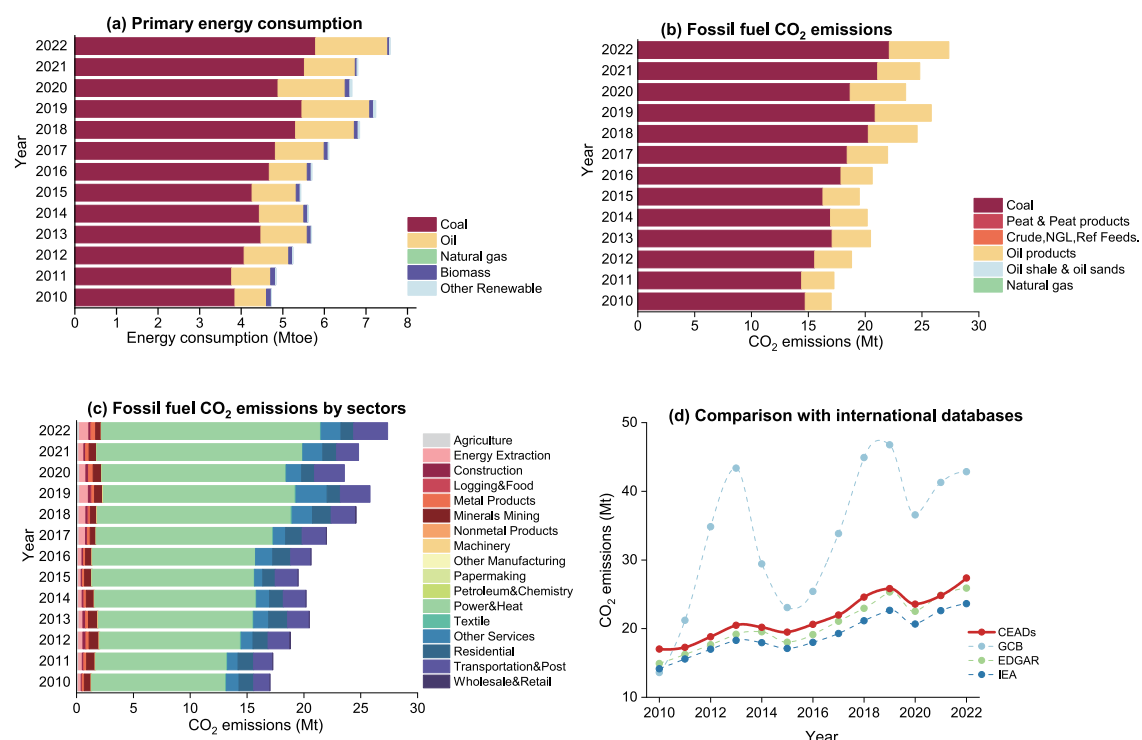 (a) Primary energy consumption
Year
2022
2021
2020
2019
2018
2017
2016
2015
2014
2013
2012
2011
2010
0 1 2 3 4 5 6 7 8
Energy consumption (Mtoe)
Coal
Oil
Natural gas
Biomass
Other Renewable
(b) Fossil fuel CO₂ emissions
Year
2022
2021
2020
2019
2018
2017
2016
2015
2014
2013
2012
2011
2010
0 5 10 15 20 25 30
CO₂ emissions (Mt)
Coal
Peat & Peat products
Crude,NGL,Ref Feeds.
Oil products
Oil shale & oil sands
Natural gas
(c) Fossil fuel CO₂ emissions by sectors
Year
2022
2021
2020
2019
2018
2017
2016
2015
2014
2013
2012
2011
2010
0 5 10 15 20 25 30
CO₂ emissions (Mt)
Agriculture
Energy Extraction
Construction
Logging&Food
Metal Products
Minerals Mining
Nonmetal Products
Machinery
Other Manufacturing
Papermaking
Petroleum&Chemistry
Power&Heat
Textile
Other Services
Residential
Transportation&Post
Wholesale&Retail
(d) Comparison with international databases
CO₂ emissions (Mt)
50
40
30
20
10
2010 2012 2014 2016 2018 2020 2022
Year
CEADs
GCB
EDGAR
IEA